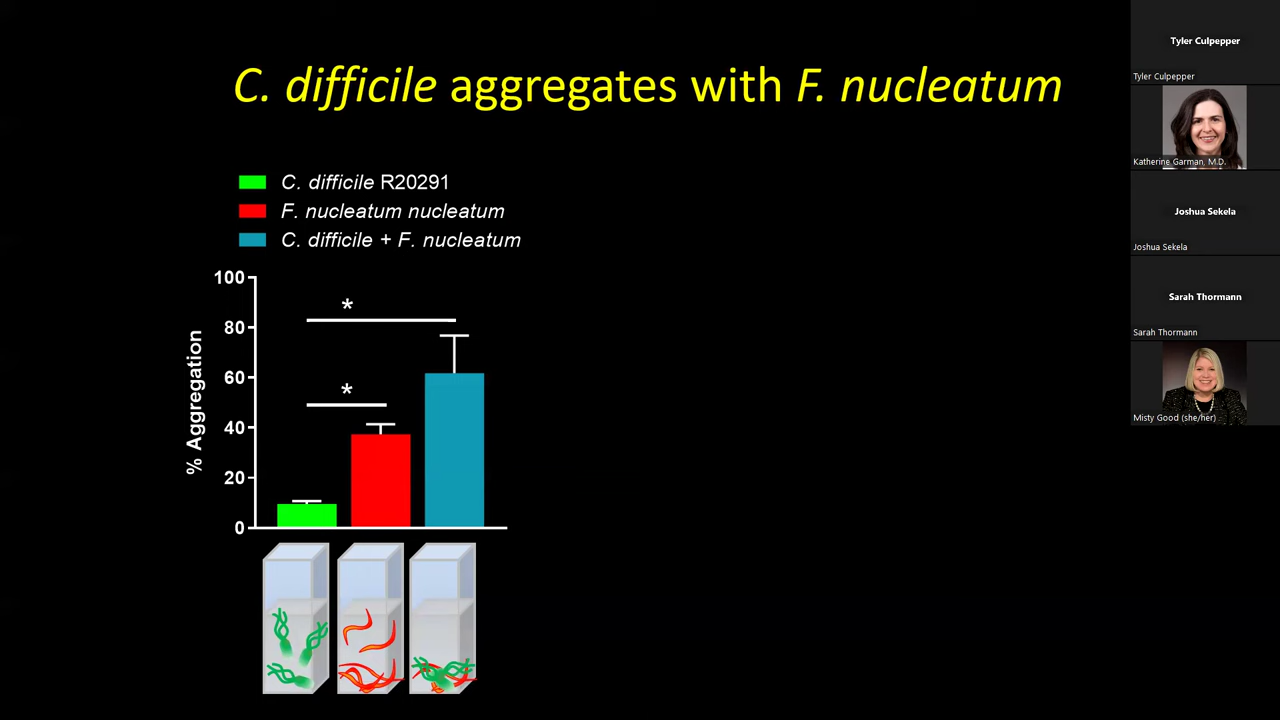 C. difficile aggregates with F. nucleatum
C. difficile R20291
F. nucleatum nucleatum
C. difficile + F. nucleatum
% Aggregation
100
80
60
40
20
0
*
*
Tyler Culpepper
Tyler Culpepper
Katherine Garman, M.D.
Joshua Sekela
Joshua Sekela
Sarah Thormann
Sarah Thormann
Misty Good (she/her)